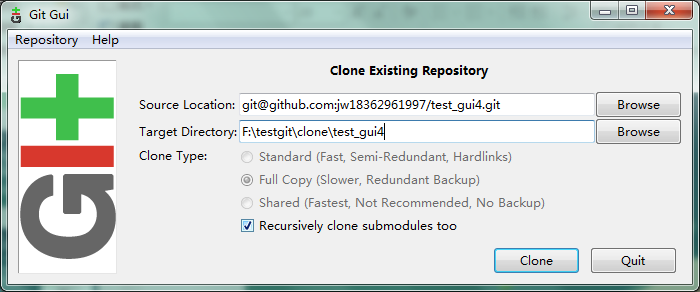 Git Gui
Repository Help
Clone Existing Repository
Source Location: git@github.com:jw18362961997/test_gui4.git Browse
Target Directory: F:\testgit\clone\test_gui4 Browse
Clone Type: Standard (Fast, Semi-Redundant, Hardlinks)
Full Copy (Slower, Redundant Backup)
Shared (Fastest, Not Recommended, No Backup)
Recursively clone submodules too
Clone Quit
GIt